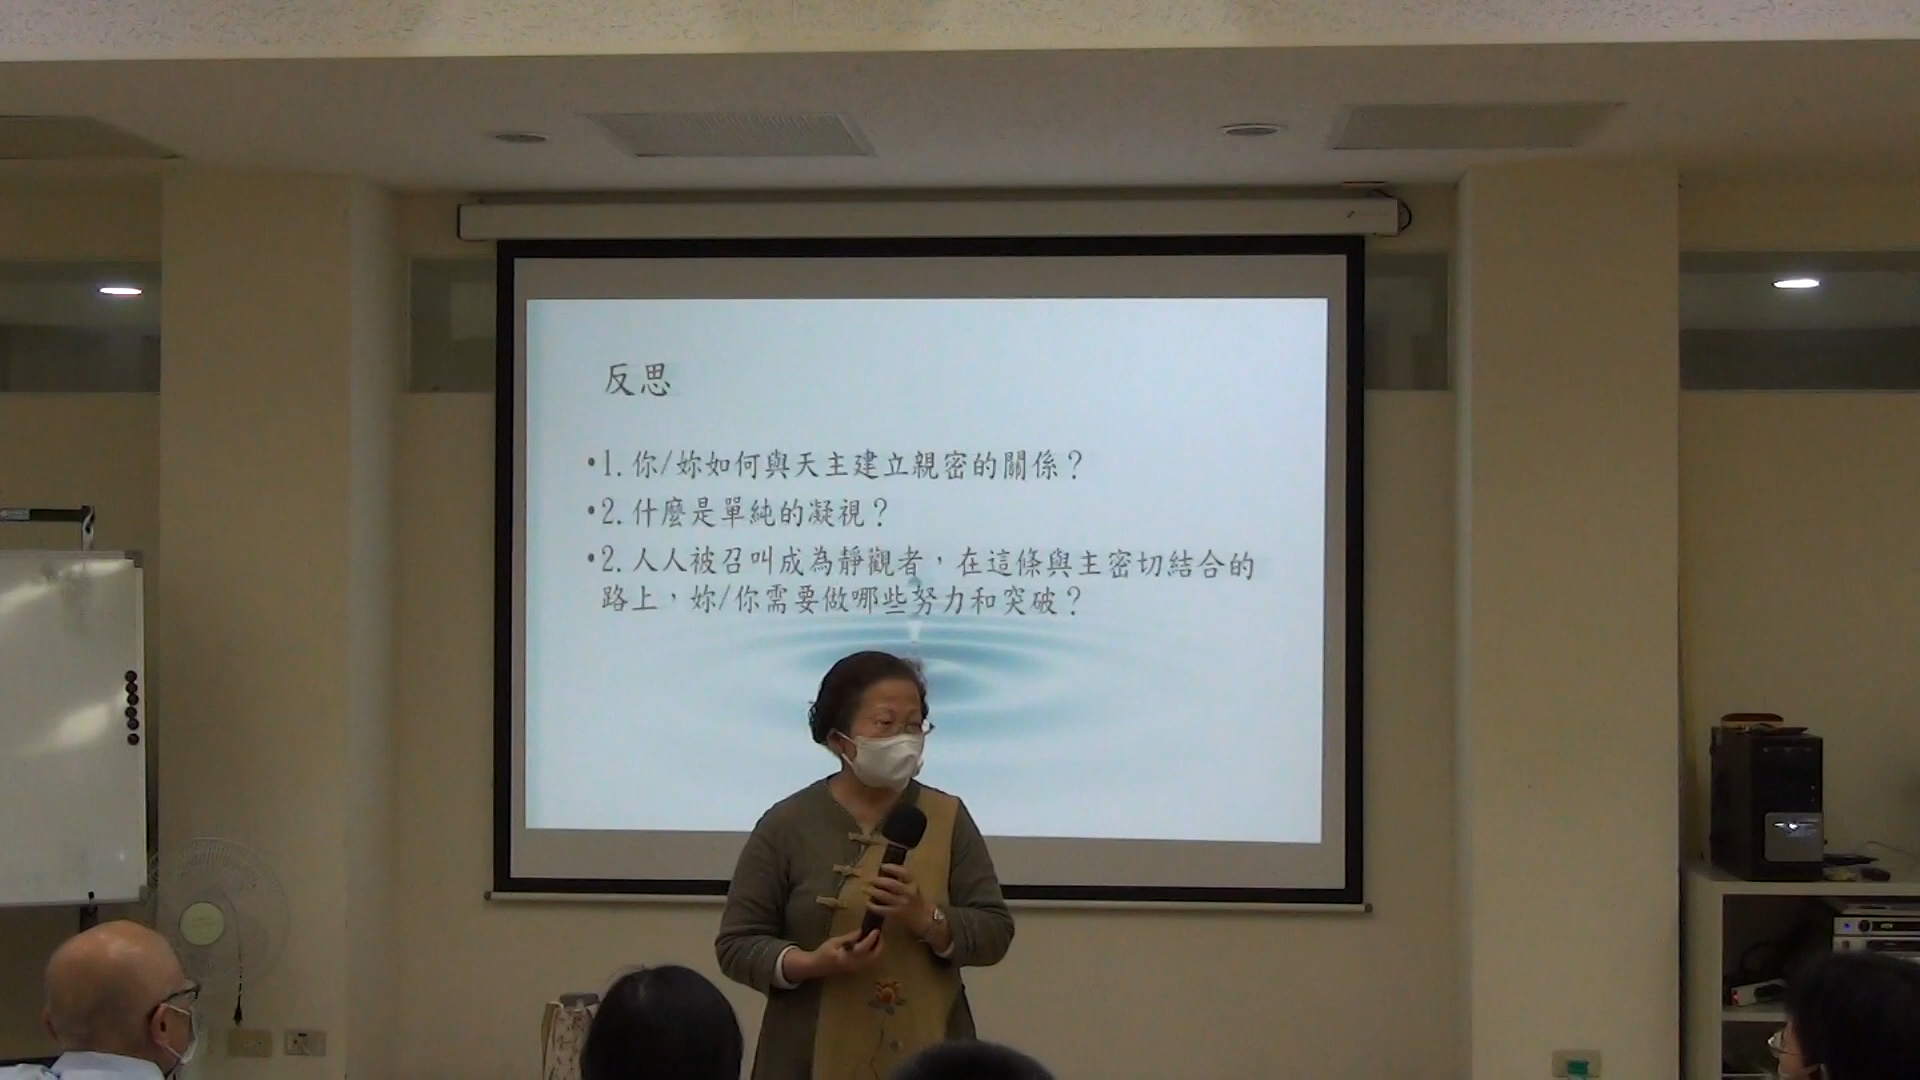 反思
•1. 你/妳如何與天主建立親密的關係？
•2. 什麼是單純的凝視？
•2. 人人被召叫成為靜觀者，在這條與主密切結合的
路上，妳/你需要做哪些努力和突破？